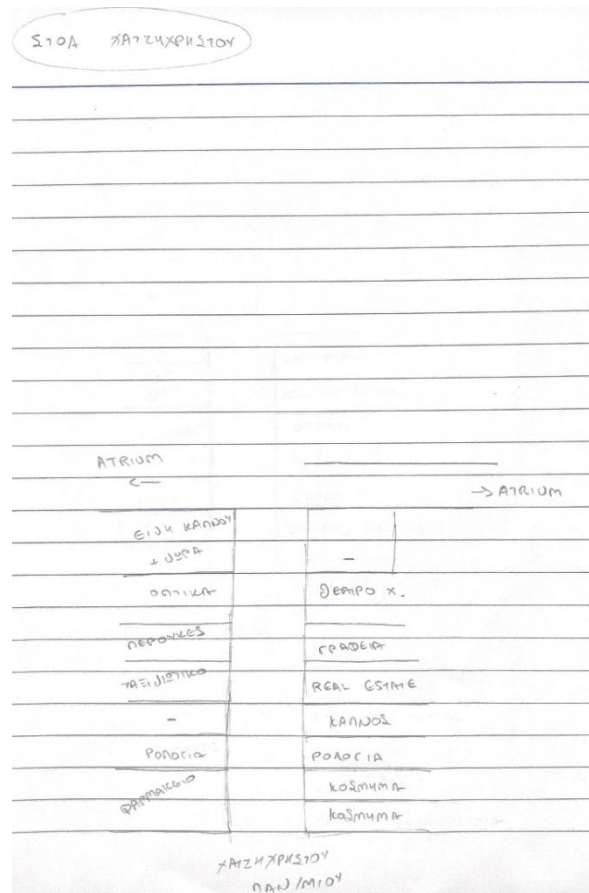 ΣΤΟΑ ΧΑΤΖΗΧΡΗΣΤΟΥ
ATRIUM
<—
—> ATRIUM
ΕΙΔΗ ΚΑΠΝΟΥ
+ ΔΩΡΑ
-
ΟΠΤΙΚΑ
ΘΕΑΤΡΟ Χ.
ΠΕΡΟΥΚΕΣ
ΓΡΑΦΕΙΑ
ΤΑΞΙΔΙΩΤΙΚΟ
REAL ESTATE
-
ΚΑΠΝΟΣ
ΡΟΛΟΓΙΑ
ΡΟΛΟΓΙΑ
ΦΑΡΜΑΚΕΙΟ
ΚΟΣΜΗΜΑ
ΚΟΣΜΗΜΑ
ΧΑΤΖΗΧΡΗΣΤΟΥ
ΠΑΝ/ΜΙΟΥ